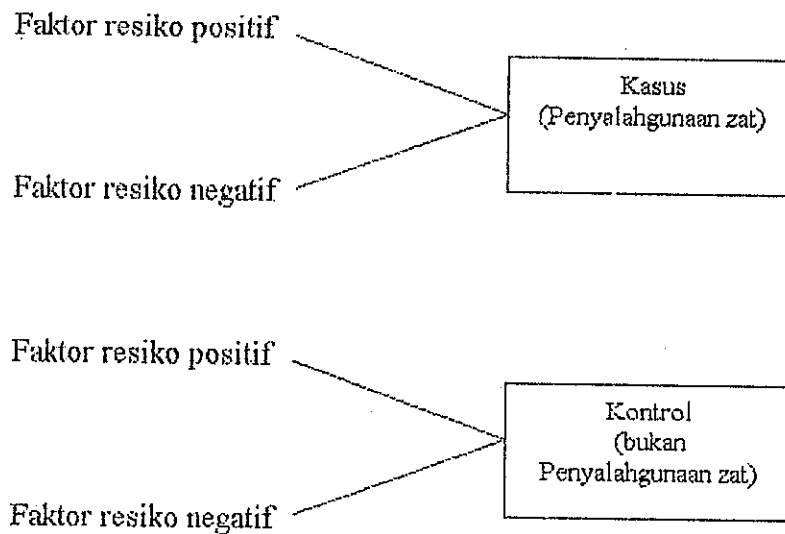 Faktor resiko positif
Kasus
(Penyalahgunaan zat)
Faktor resiko negatif
Faktor resiko positif
Kontrol
(bukan
Penyalahgunaan zat)
Faktor resiko negatif